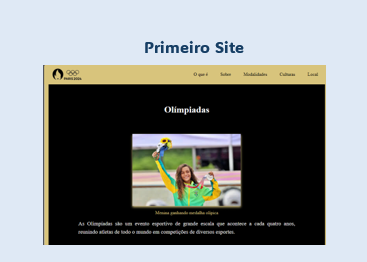 Primeiro Site
PARIS 2024
O que é Sobre Modalidades Culturas Local
Olimpíadas
Menina ganhando medalha olípica
As Olimpíadas são um evento esportivo de grande escala que acontece a cada quatro anos,
reunindo atletas de todo o mundo em competições de diversos esportes.